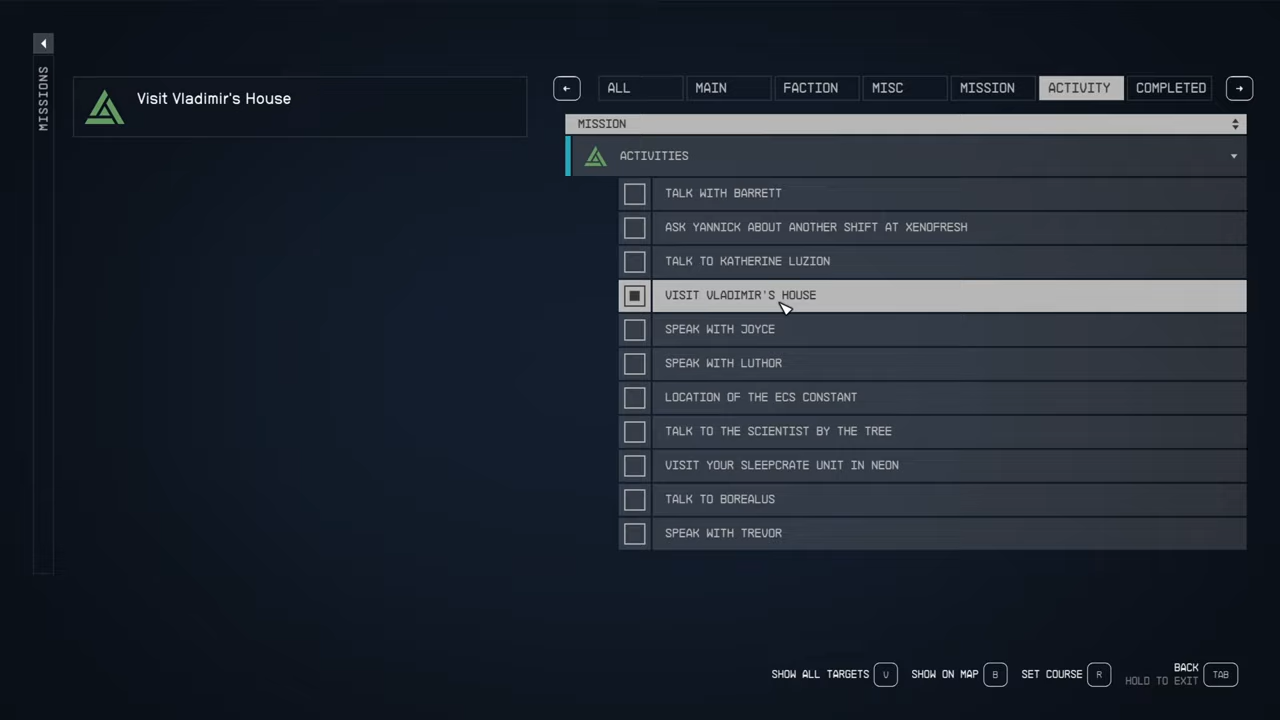 MISSIONS
Visit Vladimir's House
ALL MAIN FACTION MISC MISSION ACTIVITY COMPLETED
MISSION
ACTIVITIES
TALK WITH BARRETT
ASK YANNICK ABOUT ANOTHER SHIFT AT XENOFRESH
TALK TO KATHERINE LUZION
VISIT VLADIMIR'S HOUSE
SPEAK WITH JOYCE
SPEAK WITH LUTHOR
LOCATION OF THE ECS CONSTANT
TALK TO THE SCIENTIST BY THE TREE
VISIT YOUR SLEEPCRATE UNIT IN NEON
TALK TO BOREALUS
SPEAK WITH TREVOR
SHOW ALL TARGETS V SHOW ON MAP B SET COURSE R BACK TAB
HOLD TO EXIT